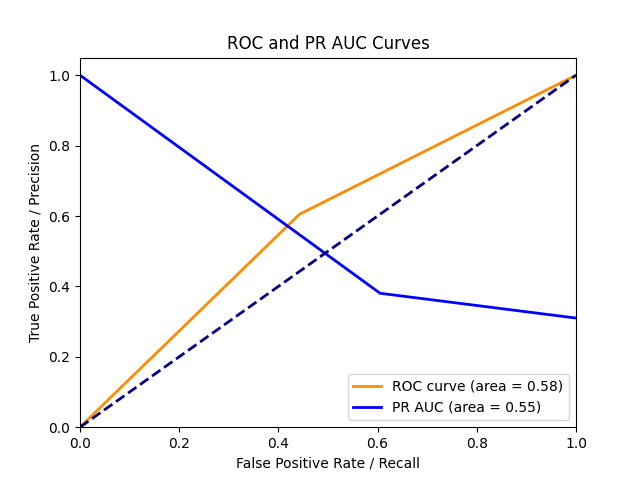 ROC and PR AUC Curves
True Positive Rate / Precision
1.0
0.8
0.6
0.4
0.2
0.0
0.0 0.2 0.4 0.6 0.8 1.0
False Positive Rate / Recall
ROC curve (area = 0.58)
PR AUC (area = 0.55)